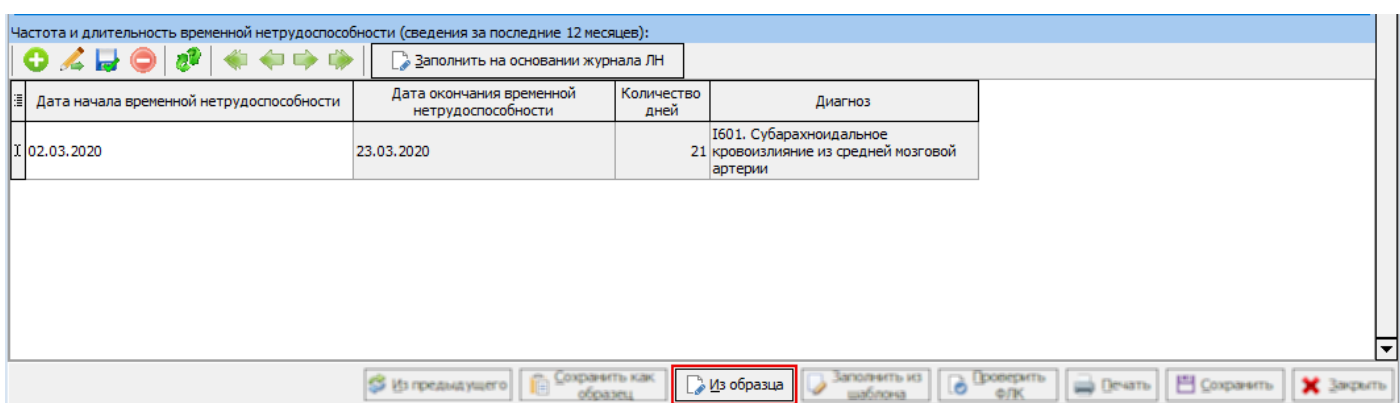 Частота и длительность временной нетрудоспособности (сведения за последние 12 месяцев):
Заполнить на основании журнала ЛН
Дата начала временной нетрудоспособности
Дата окончания временной
нетрудоспособности
Количество
дней
Диагноз
02.03.2020
23.03.2020
21
I601. Субарахноидальное
кровоизлияние из средней мозговой
артерии
Из предыдущего
Сохранить как
образец
Из образца
Заполнить из
шаблона
Проверить
ФЛК
Печать
Сохранить
Закрыть